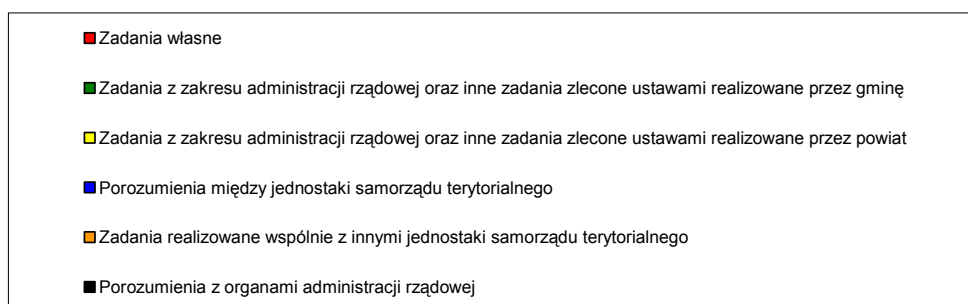 Zadania własne
Zadania z zakresu administracji rządowej oraz inne zadania zlecone ustawami realizowane przez gminę
Zadania z zakresu administracji rządowej oraz inne zadania zlecone ustawami realizowane przez powiat
Porozumienia między jednostaki samorządu terytorialnego
Zadania realizowane wspólnie z innymi jednostaki samorządu terytorialnego
Porozumienia z organami administracji rządowej